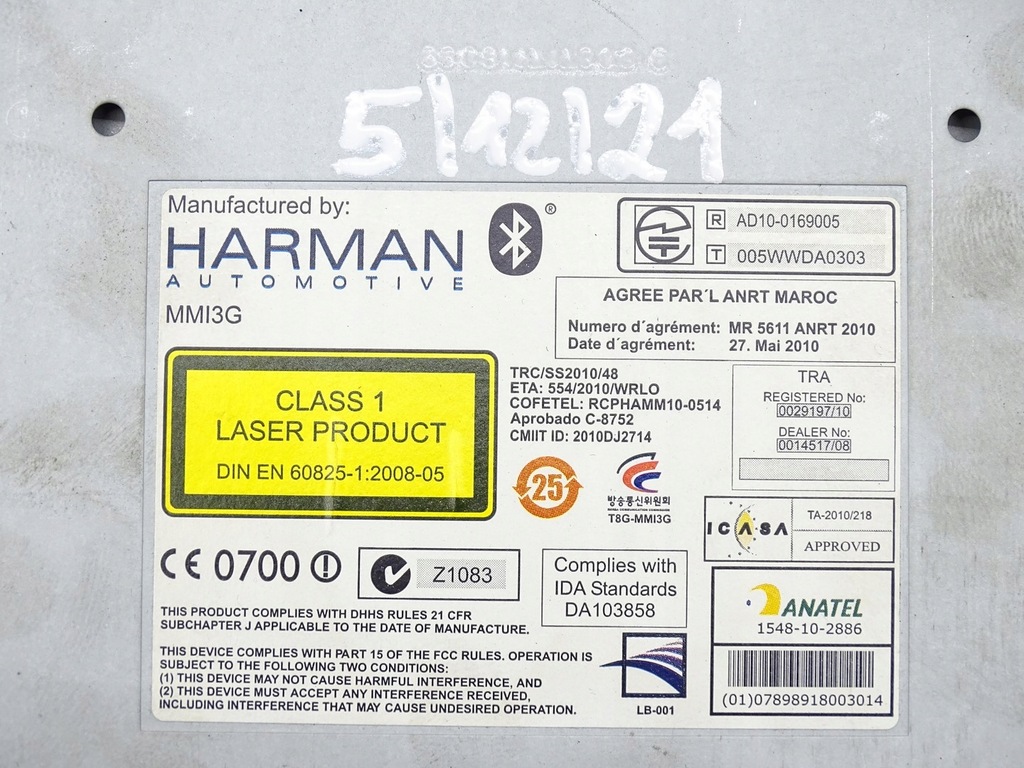 5/12/21
Manufactured by:
HARMAN
AUTOMOTIVE
MMI3G
®
R AD10-0169005
T 005WWDA0303
AGREE PAR´L ANRT MAROC
Numero d´agrément: MR 5611 ANRT 2010
Date d´agrément: 27. Mai 2010
CLASS 1
LASER PRODUCT
DIN EN 60825-1:2008-05
TRC/SS2010/48
ETA: 554/2010/WRLO
COFETEL: RCPHAMM10-0514
Aprobado C-8752
CMIIT ID: 2010DJ2714
TRA
REGISTERED No:
0029197/10
DEALER No:
0014517/08
25
방송통신위원회
T8G-MMI3G
ICASA
TA-2010/218
APPROVED
CE 0700
Z1083
Complies with
IDA Standards
DA103858
ANATEL
1548-10-2886
(01)07898918003014
THIS PRODUCT COMPLIES WITH DHHS RULES 21 CFR
SUBCHAPTER J APPLICABLE TO THE DATE OF MANUFACTURE.
THIS DEVICE COMPLIES WITH PART 15 OF THE FCC RULES. OPERATION IS
SUBJECT TO THE FOLLOWING TWO CONDITIONS:
(1) THIS DEVICE MAY NOT CAUSE HARMFUL INTERFERENCE, AND
(2) THIS DEVICE MUST ACCEPT ANY INTERFERENCE RECEIVED,
INCLUDING INTERFERENCE THAT MAY CAUSE UNDESIRED OPERATION.
LB-001